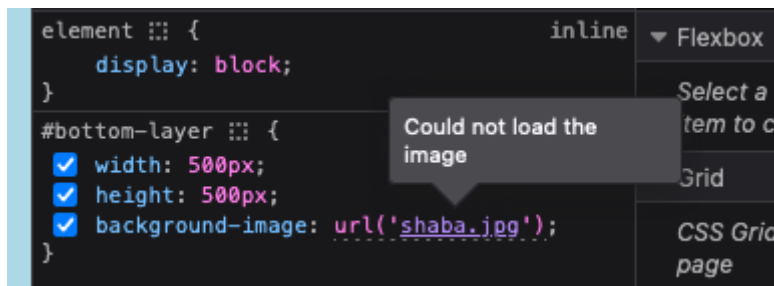 element {
inline
display: block;
}
#bottom-layer {
width: 500px;
height: 500px;
background-image: url('shaba.jpg');
}
Could not load the
image
Flexbox
Select a
item to c
Grid
CSS Grid
page